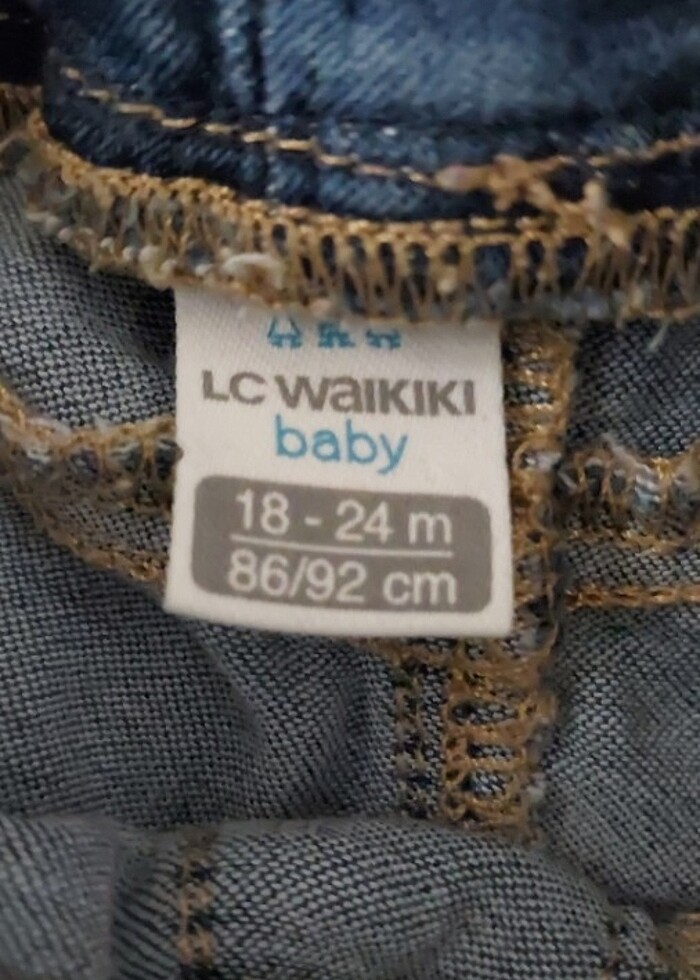 LC WAIKIKI
baby
18 - 24 m
86/92 cm